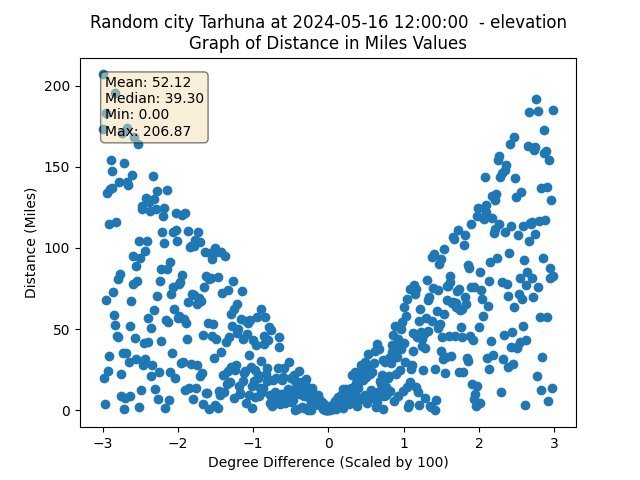 Random city Tarhuna at 2024-05-16 12:00:00  - elevation
Graph of Distance in Miles Values
Mean: 52.12
Median: 39.30
Min: 0.00
Max: 206.87
Distance (Miles)
200
150
100
50
0
−3 −2 −1 0 1 2 3
Degree Difference (Scaled by 100)